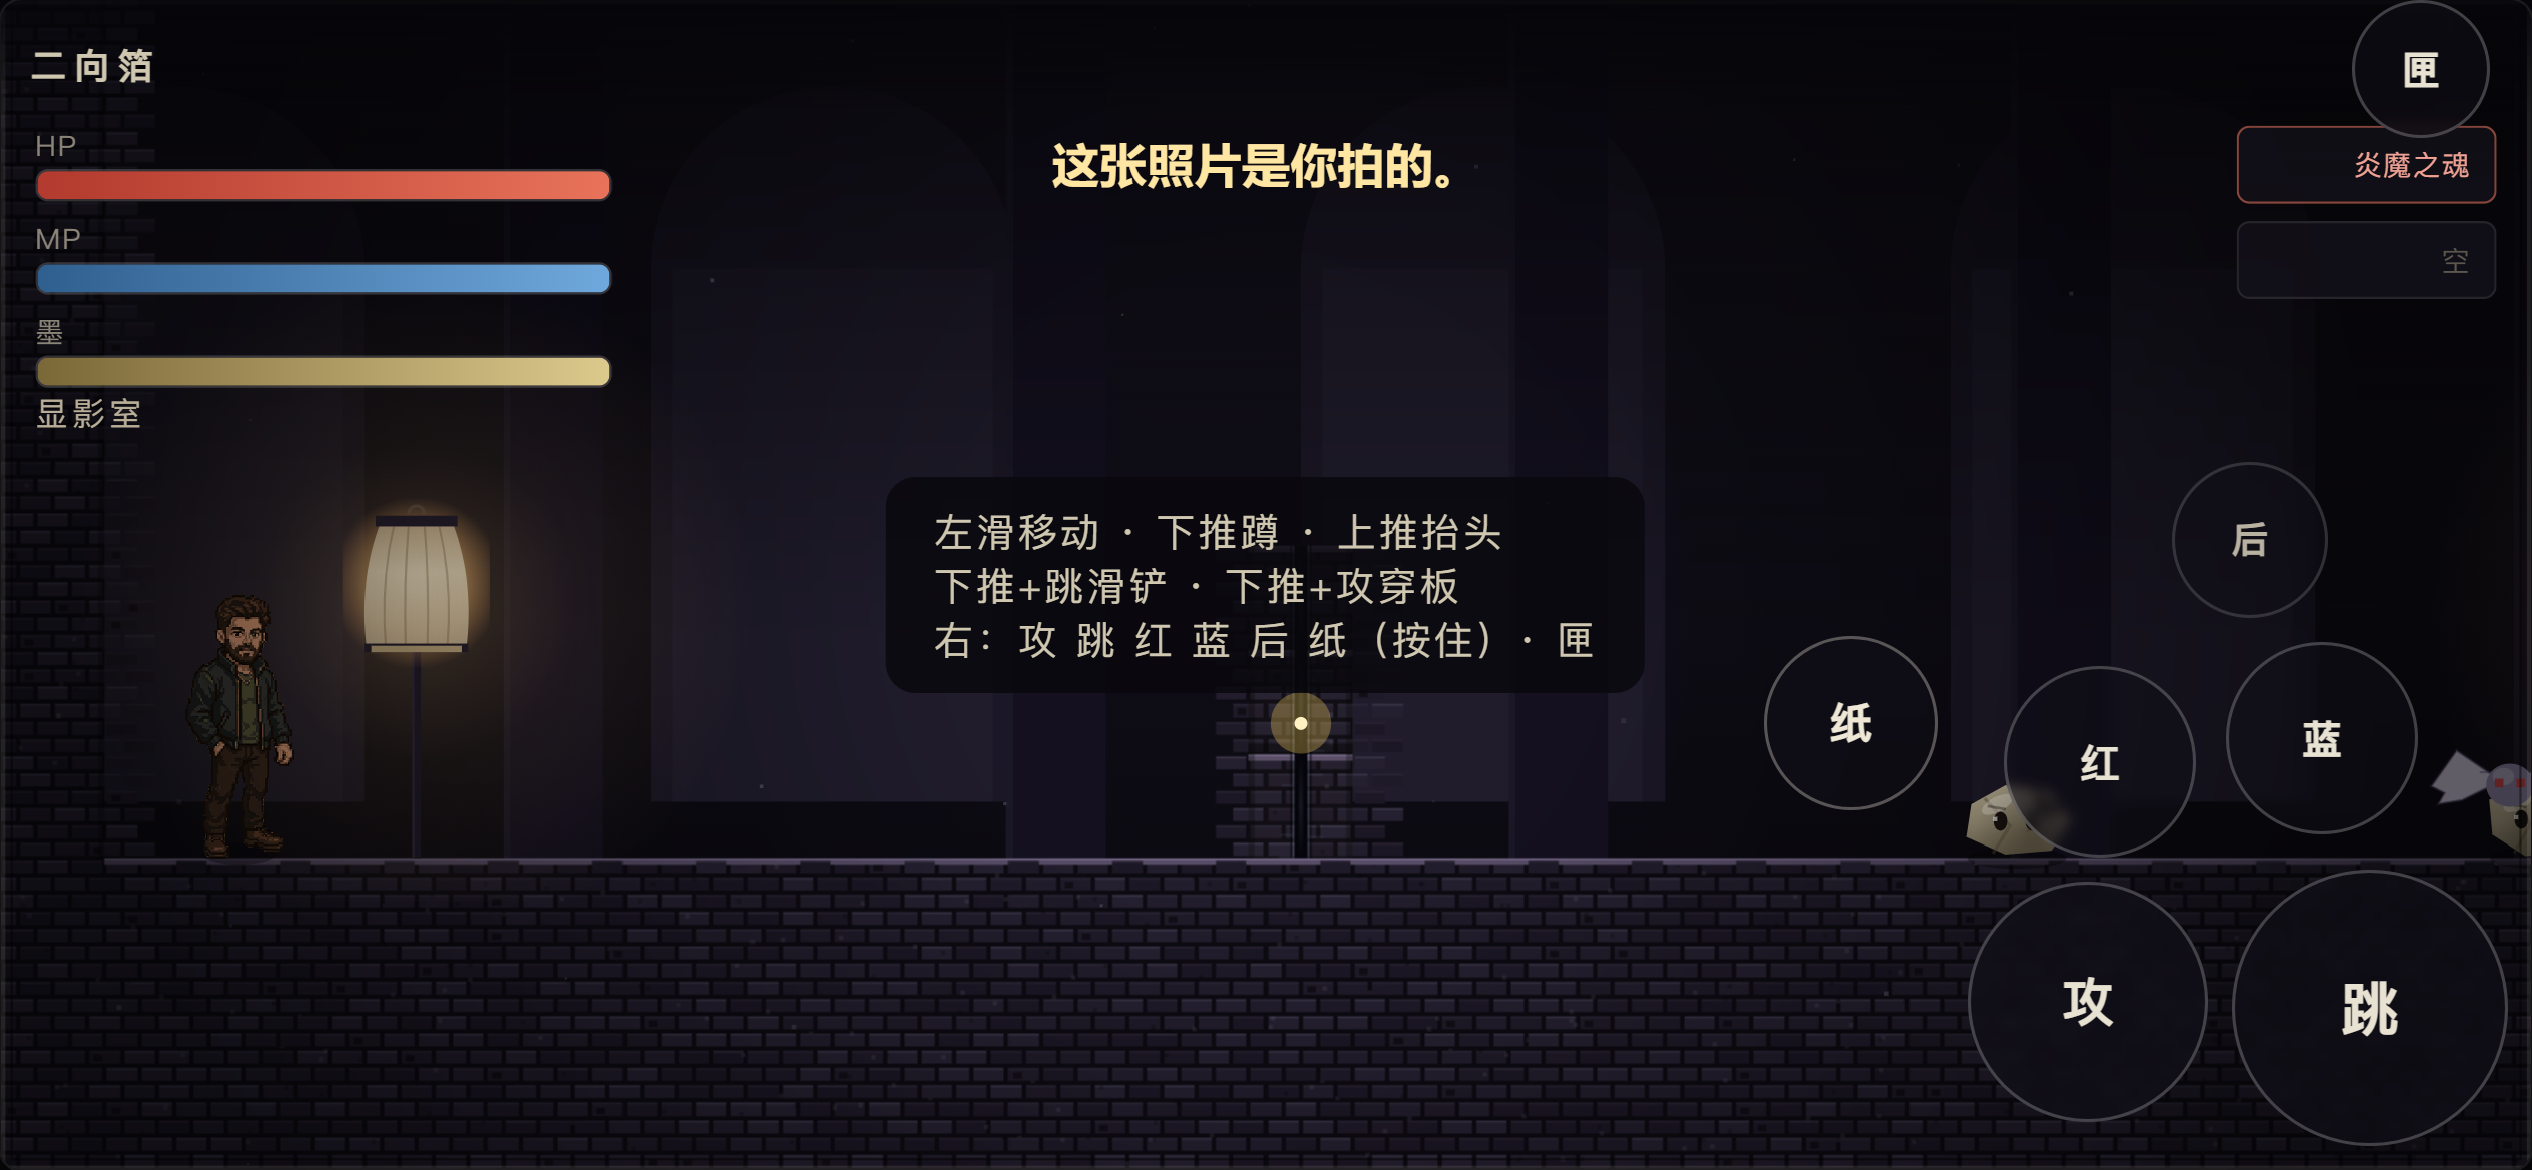 二向箔
匣
HP
这张照片是你拍的。
炎魔之魂
MP
空
墨
显影室
左滑移动 · 下推蹲 · 上推抬头
下推+跳滑铲 · 下推+攻穿板
右：攻 跳 红 蓝 后 纸（按住）· 匣
后
纸
红
蓝
攻
跳